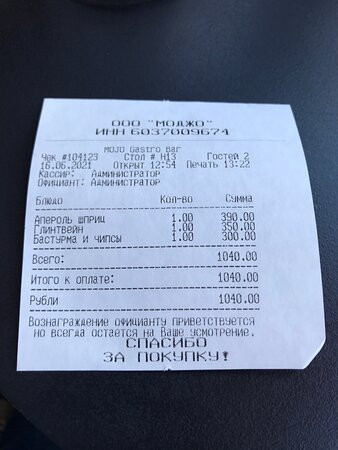 ООО "МОДЖО"
ИНН 6037009674
MOJO Gastro Bar
Чек #104123 Стол # H13 Гостей 2
16.06.2021 Открыт 12:54 Печать 13:22
Кассир: Администратор
Официант: Администратор
Блюдо Кол-во Сумма
Апероль шприц 1.00 390.00
Глинтвейн 1.00 350.00
Бастурма и чипсы 1.00 300.00
Всего: 1040.00
Итого к оплате: 1040.00
Рубли 1040.00
Вознаграждение официанту приветствуется
но всегда остается на Ваше усмотрение.
СПАСИБО
ЗА ПОКУПКУ!